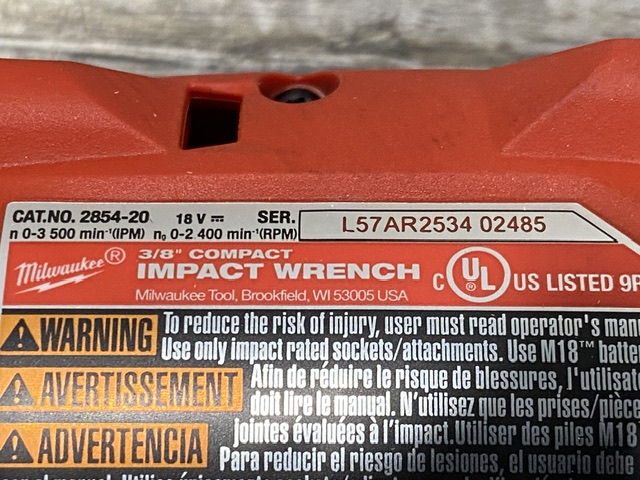 CAT.NO. 2854-20 18 V ⎓ SER. L57AR2534 02485
n 0-3 500 min⁻¹(IPM) n₀ 0-2 400 min⁻¹(RPM)
Milwaukee®
3/8" COMPACT
IMPACT WRENCH
Milwaukee Tool, Brookfield, WI 53005 USA
C UL® US LISTED 9P
WARNING To reduce the risk of injury, user must read operator's
Use only impact rated sockets/attachments. Use M18™
AVERTISSEMENT Afin de réduire le risque de blessures,
doit lire le manual. N'utilisez que les prises/
jointes évaluées à l'impact.Utiliser des piles M18
ADVERTENCIA Para reducir el riesgo de lesiones, el usuario debe